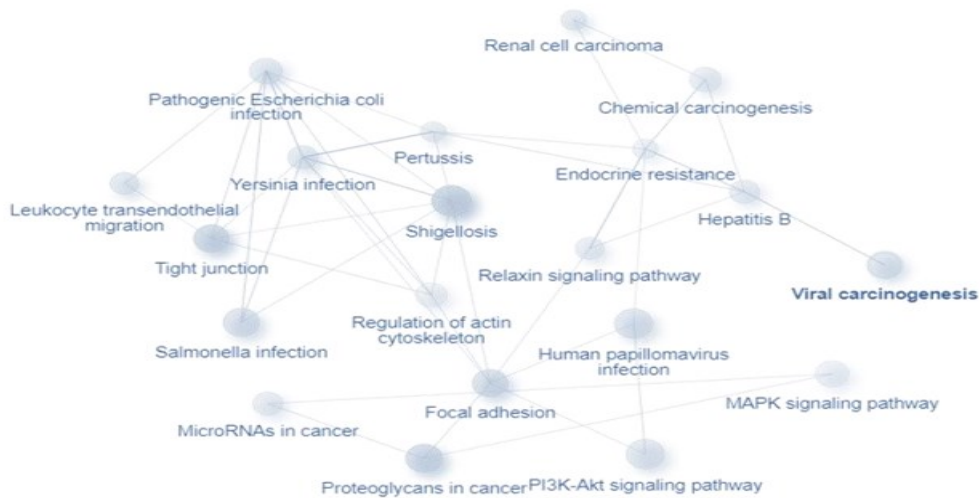 Renal cell carcinoma
Pathogenic Escherichia coli
infection
Chemical carcinogenesis
Pertussis
Yersinia infection
Endocrine resistance
Leukocyte transendothelial
migration
Shigellosis
Hepatitis B
Tight junction
Relaxin signaling pathway
Viral carcinogenesis
Regulation of actin
cytoskeleton
Salmonella infection
Human papillomavirus
infection
Focal adhesion
MAPK signaling pathway
MicroRNAs in cancer
Proteoglycans in cancer
PI3K-Akt signaling pathway